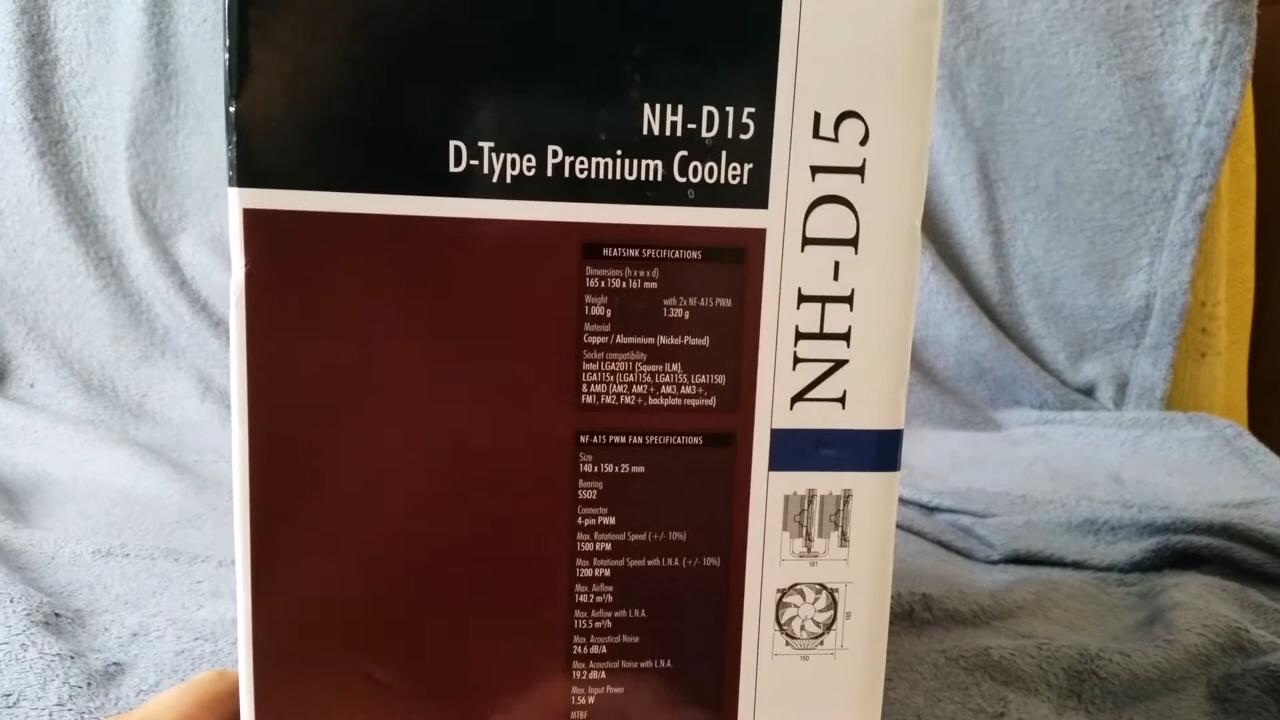 NH-D15
D-Type Premium Cooler
HEATSINK SPECIFICATIONS
Dimensions (h x w x d)
165 x 150 x 161 mm
Weight
1.000 g
with 2x NF-A15 PWM
1.320 g
Material
Copper / Aluminium (Nickel-Plated)
Socket compatibility
Intel LGA2011 (Square ILM),
LGA115x (LGA1156, LGA1155, LGA1150)
& AMD (AM2, AM2+, AM3, AM3+,
FM1, FM2, FM2+, backplate required)
NF-A15 PWM FAN SPECIFICATIONS
Size
140 x 150 x 25 mm
Bearing
SSO2
Connector
4-pin PWM
Max. Rotational Speed (+/- 10%)
1500 RPM
Max. Rotational Speed with L.N.A. (+/- 10%)
1200 RPM
Max. Airflow
140.2 m³/h
Max. Airflow with L.N.A.
115.5 m³/h
Max. Acoustical Noise
24.6 dB/A
Max. Acoustical Noise with L.N.A.
19.2 dB/A
Max. Input Power
1.56 W
MTBF
NH-D15
161
165
150